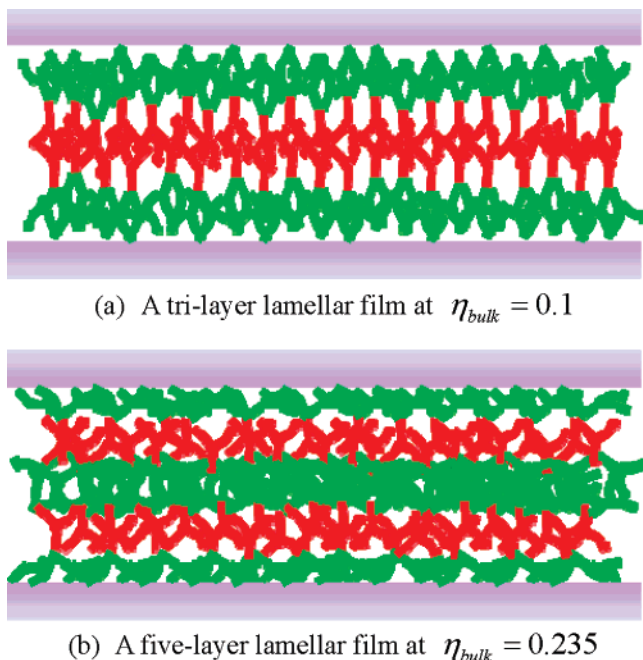 (a) A tri-layer lamellar film at η_bulk = 0.1
(b) A five-layer lamellar film at η_bulk = 0.235